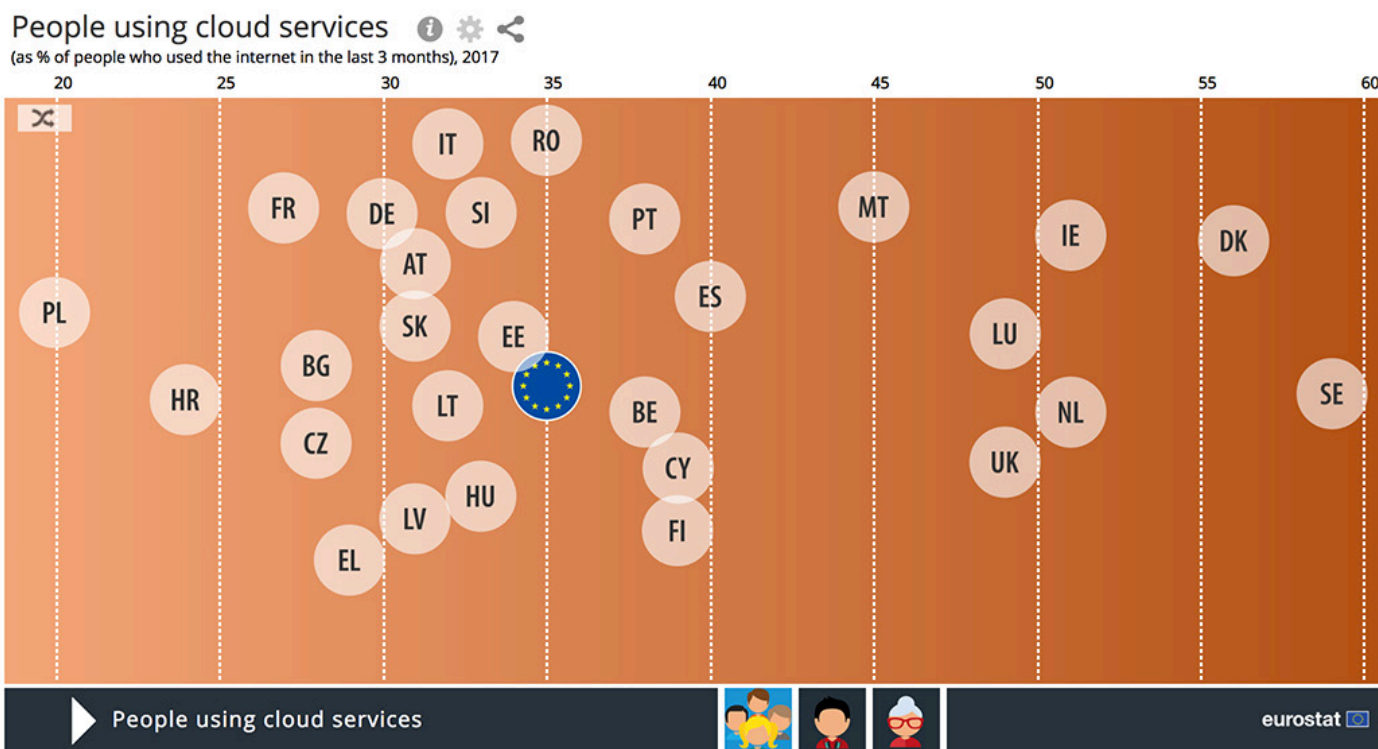 People using cloud services
(as % of people who used the internet in the last 3 months), 2017
20 25 30 35 40 45 50 55 60
IT RO
FR DE SI PT MT IE DK
AT
PL SK EE ES LU
BG
HR LT BE NL SE
CZ CY UK
HU
LV FI
EL
People using cloud services
eurostat